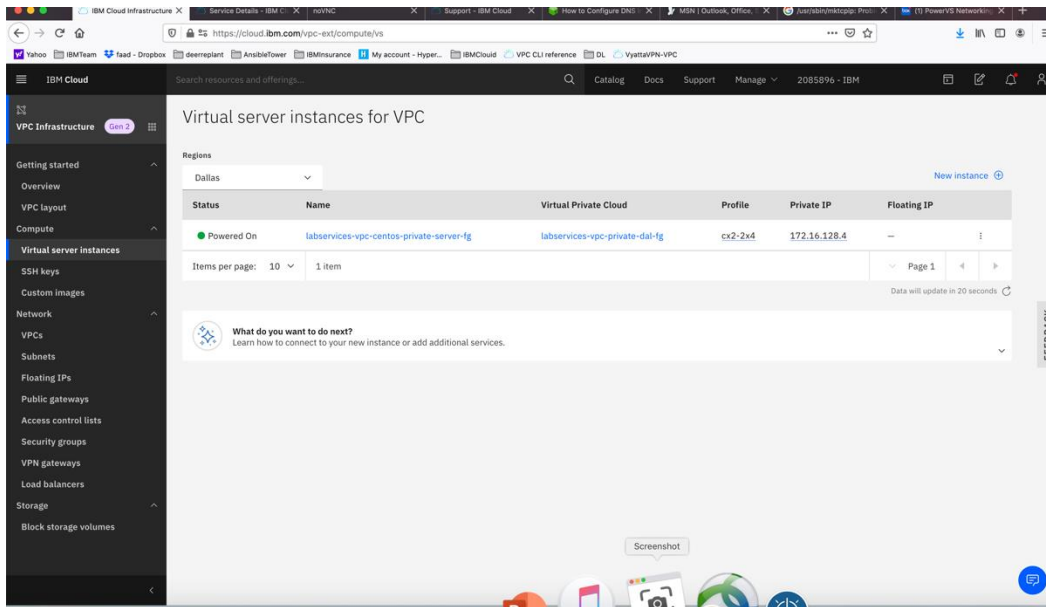 IBM Cloud Infrastructure
Service Details - IBM Cl
noVNC
Support - IBM Cloud
How to Configure DNS
MSN | Outlook, Office,
/usr/sbin/mktcpip: Prob
(1) PowerVS Networking
https://cloud.ibm.com/vpc-ext/compute/vs
Yahoo IBMTeam faad - Dropbox deerreplant AnsibleTower IBMInsurance My account - Hyper... IBMClouid VPC CLI reference DL VyattaVPN-VPC
IBM Cloud
Search resources and offerings...
Catalog Docs Support Manage 2085896 - IBM
VPC Infrastructure Gen 2
Getting started
Overview
VPC layout
Compute
Virtual server instances
SSH keys
Custom images
Network
VPCs
Subnets
Floating IPs
Public gateways
Access control lists
Security groups
VPN gateways
Load balancers
Storage
Block storage volumes
Virtual server instances for VPC
Regions
Dallas
New instance
Status Name Virtual Private Cloud Profile Private IP Floating IP
Powered On labservices-vpc-centos-private-server-fg labservices-vpc-private-dal-fg cx2-2x4 172.16.128.4 –
Items per page: 10 1 item Page 1
Data will update in 20 seconds
What do you want to do next?
Learn how to connect to your new instance or add additional services.
FEEDBACK
Screenshot